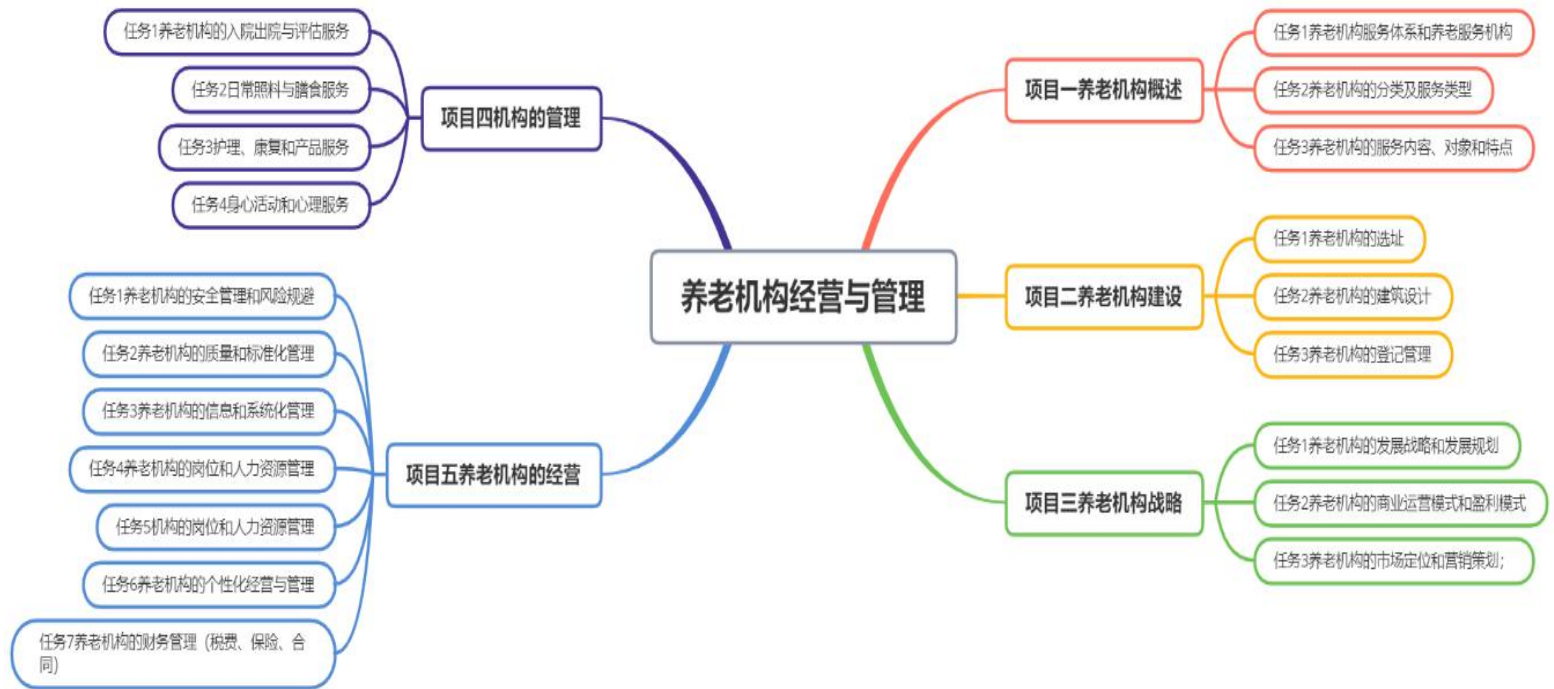 养老机构经营与管理
项目一养老机构概述
任务1养老机构服务体系和养老服务机构
任务2养老机构的分类及服务类型
任务3养老机构的服务内容、对象和特点
项目二养老机构建设
任务1养老机构的选址
任务2养老机构的建筑设计
任务3养老机构的登记管理
项目三养老机构战略
任务1养老机构的发展战略和发展规划
任务2养老机构的商业运营模式和盈利模式
任务3养老机构的市场定位和营销策划；
项目四机构的管理
任务1养老机构的入院出院与评估服务
任务2日常照料与膳食服务
任务3护理、康复和产品服务
任务4身心活动和心理服务
项目五养老机构的经营
任务1养老机构的安全管理和风险规避
任务2养老机构的质量和标准化管理
任务3养老机构的信息和系统化管理
任务4养老机构的岗位和人力资源管理
任务5机构的岗位和人力资源管理
任务6养老机构的个性化经营与管理
任务7养老机构的财务管理（税费、保险、合
同）